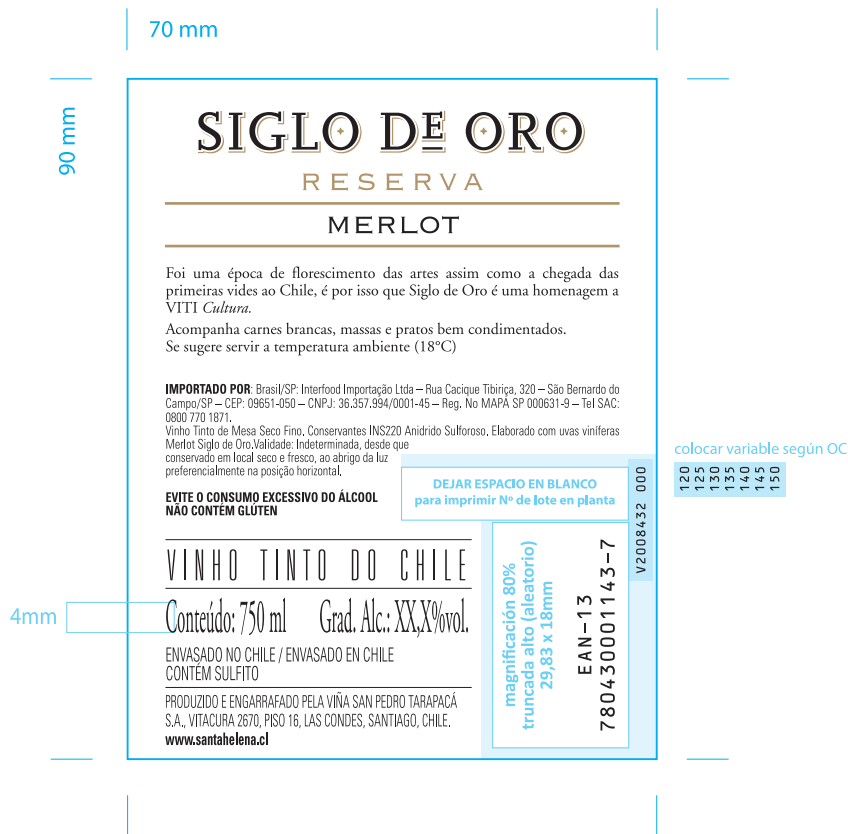 70 mm
90 mm
SIGLO DE ORO
RESERVA
MERLOT
Foi uma época de florescimento das artes assim como a chegada das
primeiras vides ao Chile, é por isso que Siglo de Oro é uma homenagem a
VITI Cultura.
Acompanha carnes brancas, massas e pratos bem condimentados.
Se sugere servir a temperatura ambiente (18°C)
IMPORTADO POR: Brasil/SP: Interfood Importação Ltda – Rua Cacique Tibiriça, 320 – São Bernardo do
Campo/SP – CEP: 09651-050 – CNPJ: 36.357.994/0001-45 – Reg. No MAPA SP 000631-9 – Tel SAC:
0800 770 1871.
Vinho Tinto de Mesa Seco Fino. Conservantes INS220 Anidrido Sulforoso. Elaborado com uvas viníferas
Merlot Siglo de Oro.Validade: Indeterminada, desde que
conservado em local seco e fresco, ao abrigo da luz
preferencialmente na posição horizontal.
EVITE O CONSUMO EXCESSIVO DO ÁLCOOL
NÃO CONTÉM GLÚTEN
DEJAR ESPACIO EN BLANCO
para imprimir Nº de lote en planta
V2008432 000
colocar variable según OC
120
125
130
135
140
145
150
VINHO TINTO DO CHILE
4mm
Conteúdo: 750 ml Grad. Alc.: XX,X%vol.
ENVASADO NO CHILE / ENVASADO EN CHILE
CONTÉM SULFITO
PRODUZIDO E ENGARRAFADO PELA VIÑA SAN PEDRO TARAPACÁ
S.A., VITACURA 2670, PISO 16, LAS CONDES, SANTIAGO, CHILE.
www.santahelena.cl
magnificación 80%
truncada alto (aleatorio)
29,83 x 18mm
EAN-13
780430001143-7